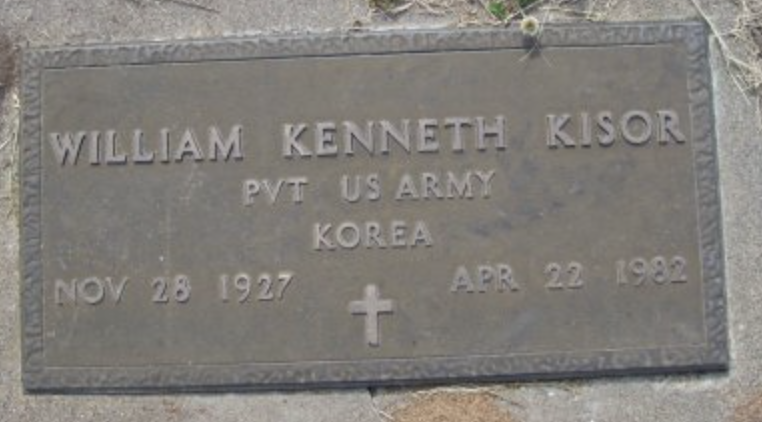 WILLIAM KENNETH KISOR
PVT US ARMY
KOREA
NOV 28 1927 APR 22 1982